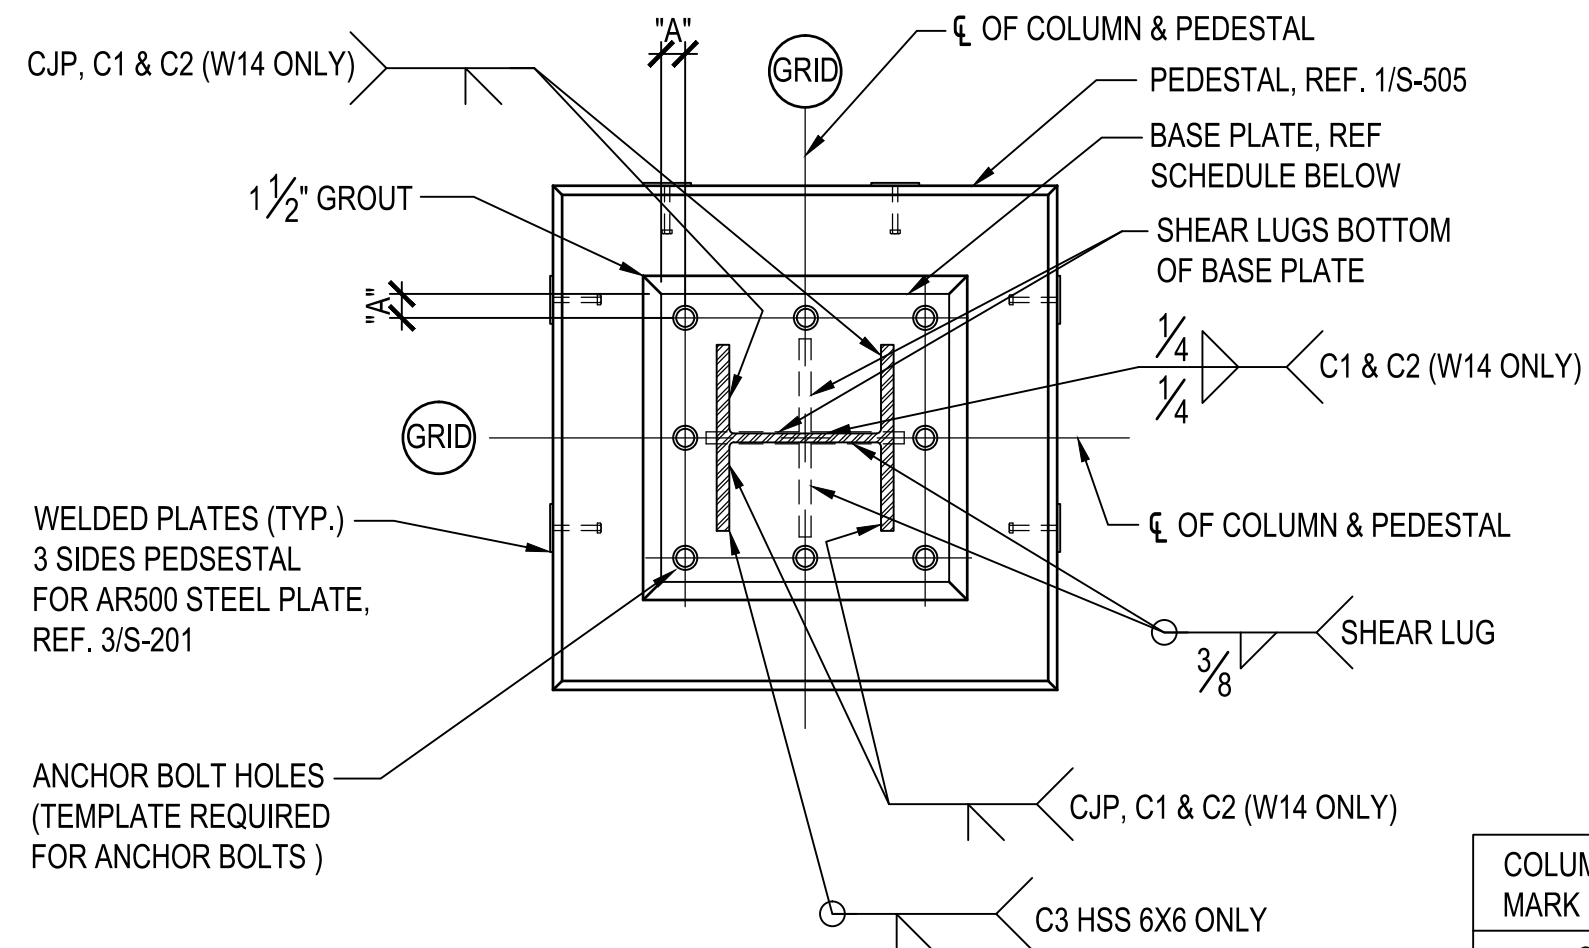 "A"
℄ OF COLUMN & PEDESTAL
CJP, C1 & C2 (W14 ONLY)
GRID
PEDESTAL, REF. 1/S-505
BASE PLATE, REF
SCHEDULE BELOW
1 1/2" GROUT
SHEAR LUGS BOTTOM
OF BASE PLATE
"A"
1/4
1/4
C1 & C2 (W14 ONLY)
GRID
WELDED PLATES (TYP.)
3 SIDES PEDSESTAL
FOR AR500 STEEL PLATE,
REF. 3/S-201
℄ OF COLUMN & PEDESTAL
SHEAR LUG
3/8
ANCHOR BOLT HOLES
(TEMPLATE REQUIRED
FOR ANCHOR BOLTS )
CJP, C1 & C2 (W14 ONLY)
C3 HSS 6X6 ONLY
MARK